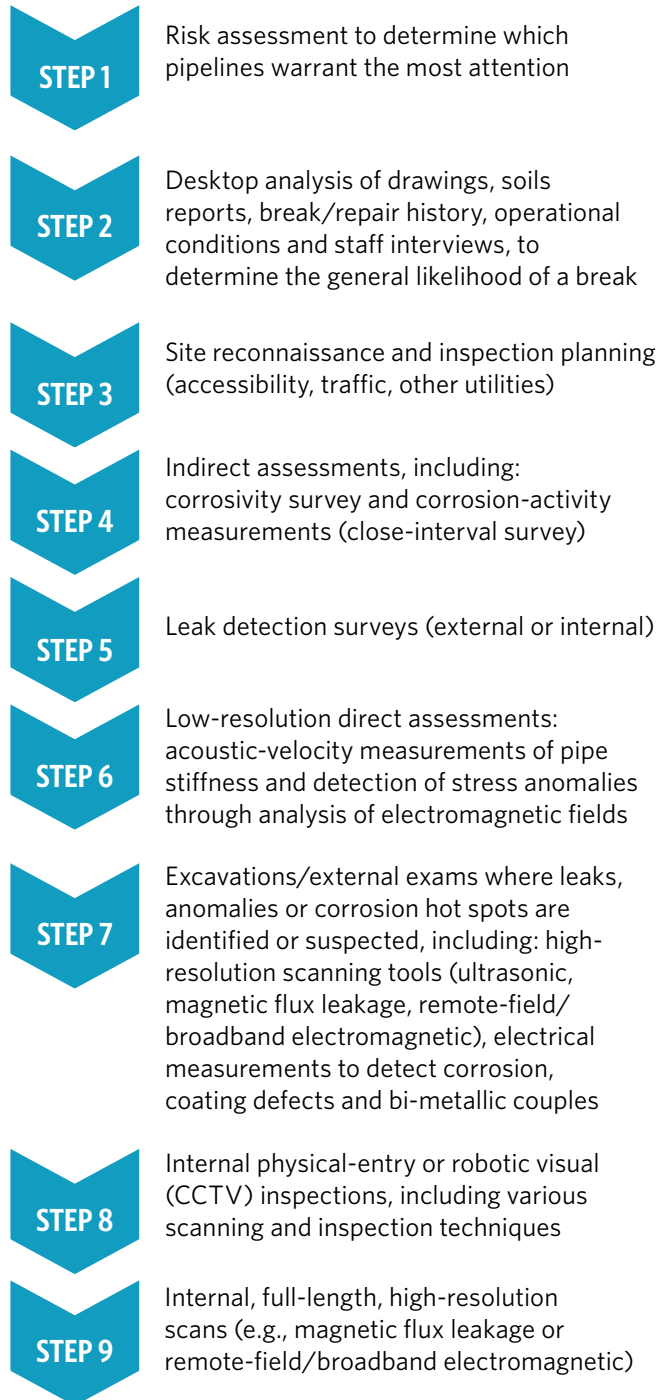 STEP 1
Risk assessment to determine which
pipelines warrant the most attention
STEP 2
Desktop analysis of drawings, soils
reports, break/repair history, operational
conditions and staff interviews, to
determine the general likelihood of a break
STEP 3
Site reconnaissance and inspection planning
(accessibility, traffic, other utilities)
STEP 4
Indirect assessments, including:
corrosivity survey and corrosion-activity
measurements (close-interval survey)
STEP 5
Leak detection surveys (external or internal)
STEP 6
Low-resolution direct assessments:
acoustic-velocity measurements of pipe
stiffness and detection of stress anomalies
through analysis of electromagnetic fields
STEP 7
Excavations/external exams where leaks,
anomalies or corrosion hot spots are
identified or suspected, including: high-
resolution scanning tools (ultrasonic,
magnetic flux leakage, remote-field/
broadband electromagnetic), electrical
measurements to detect corrosion,
coating defects and bi-metallic couples
STEP 8
Internal physical-entry or robotic visual
(CCTV) inspections, including various
scanning and inspection techniques
STEP 9
Internal, full-length, high-resolution
scans (e.g., magnetic flux leakage or
remote-field/broadband electromagnetic)